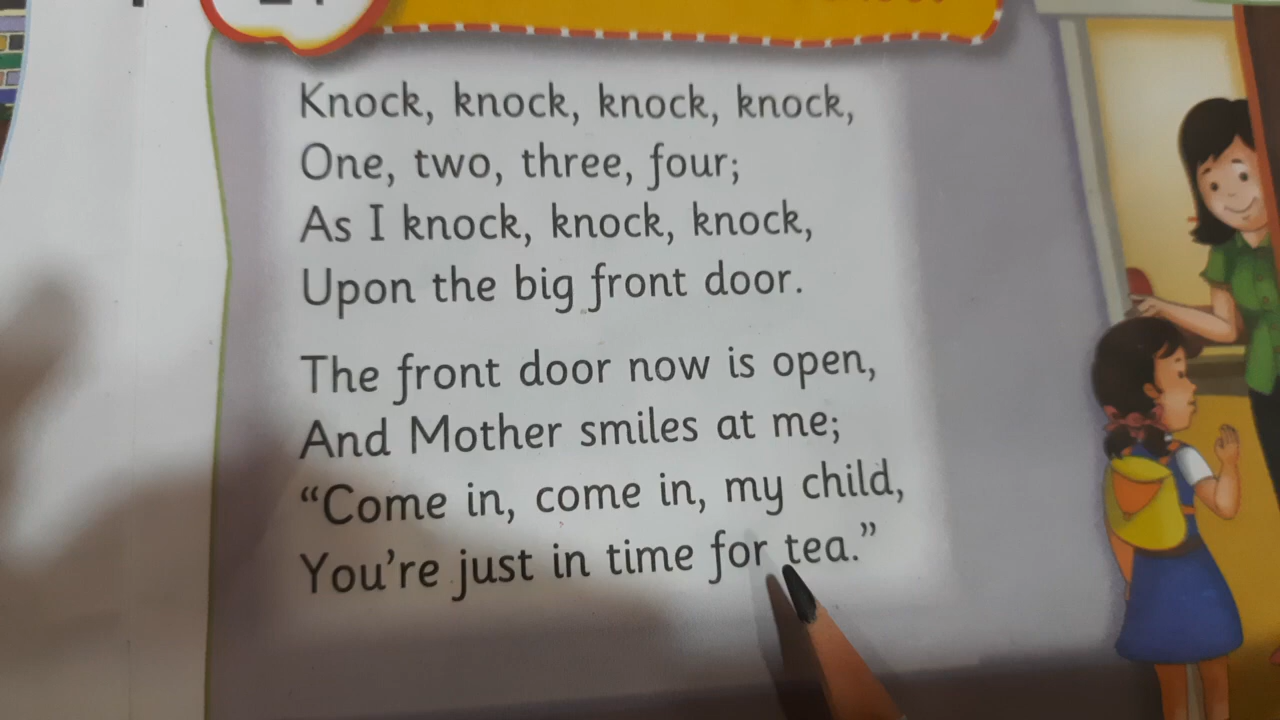 Knock, knock, knock, knock,
One, two, three, four;
As I knock, knock, knock,
Upon the big front door.
The front door now is open,
And Mother smiles at me;
“Come in, come in, my child,
You’re just in time for tea.”